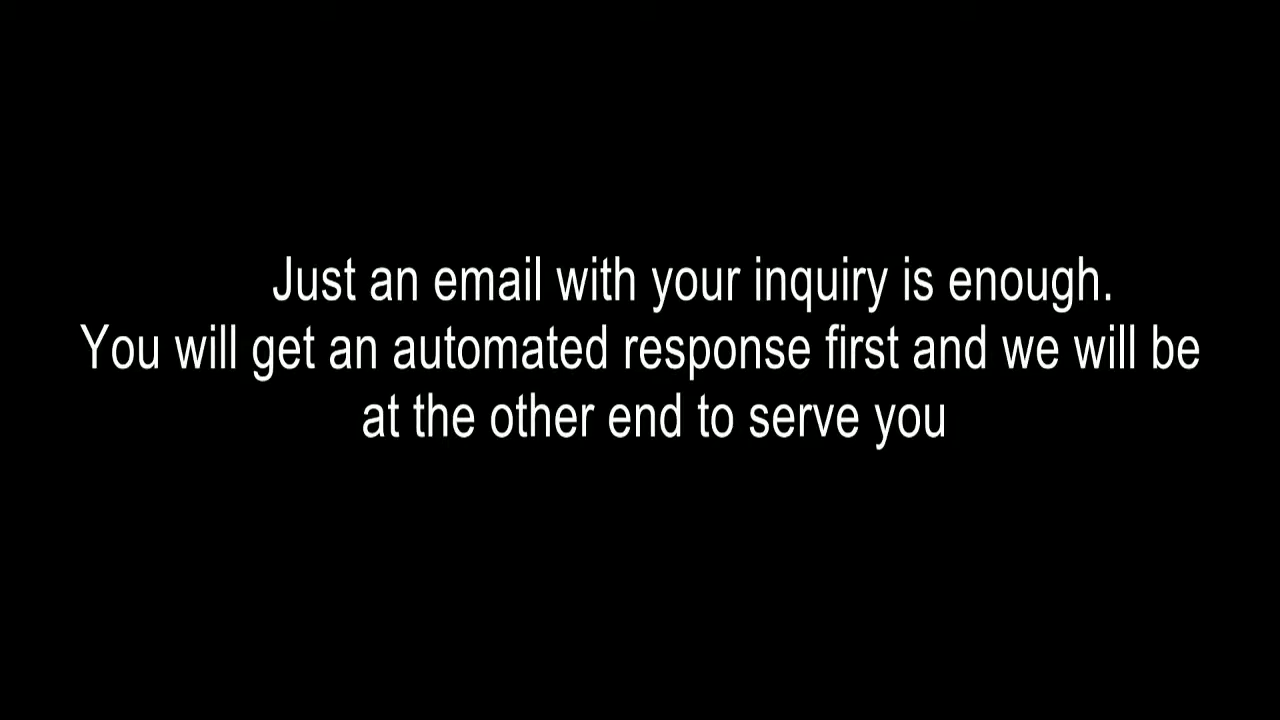 Just an email with your inquiry is enough.
You will get an automated response first and we will be
at the other end to serve you